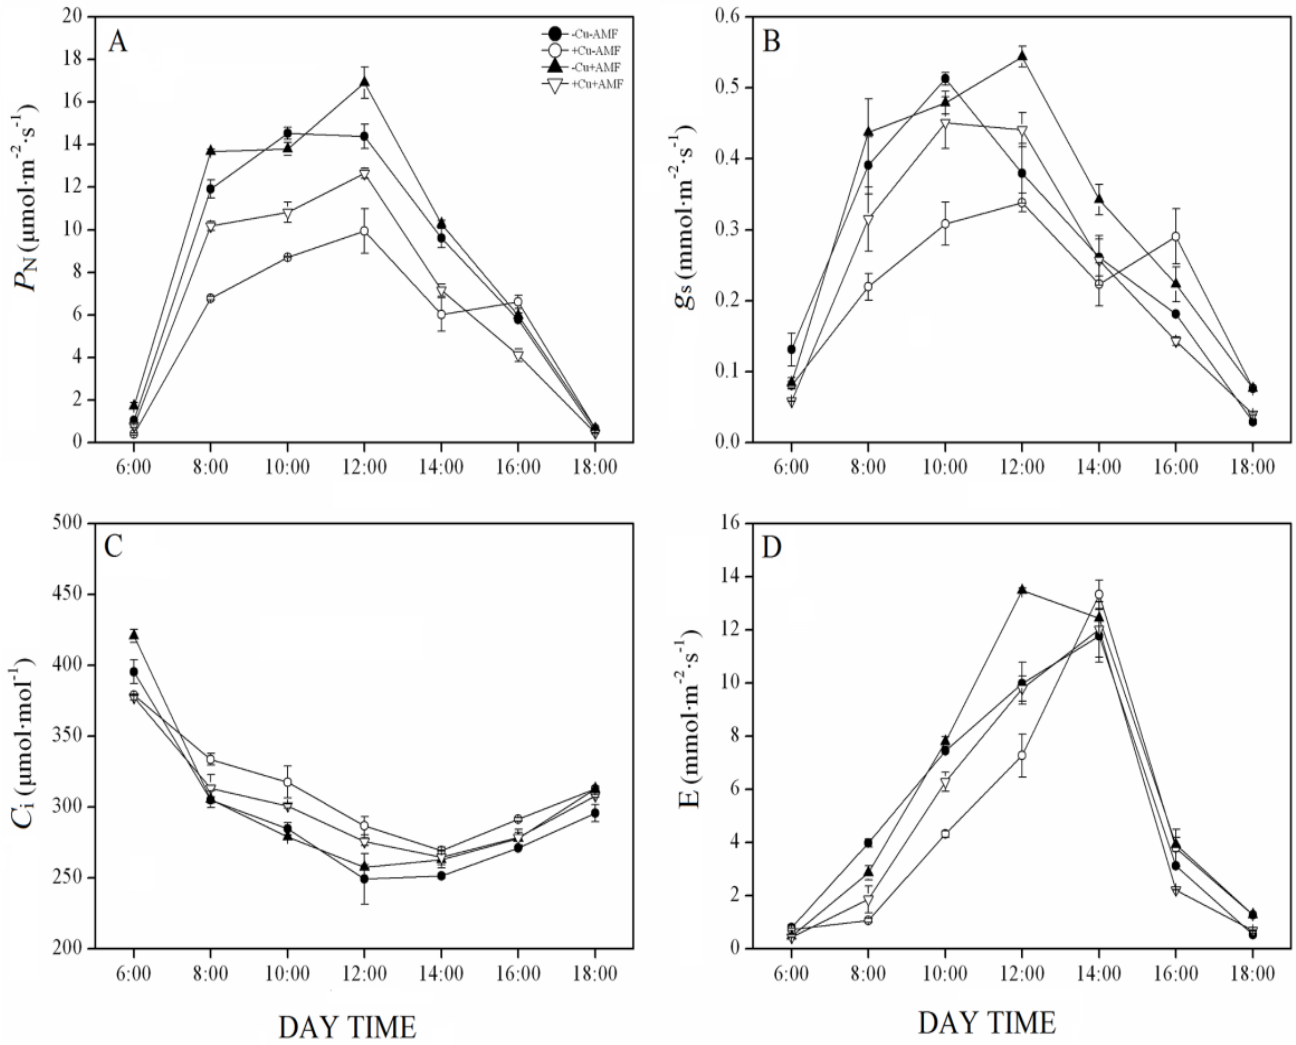 A
-Cu-AMF
+Cu-AMF
-Cu+AMF
+Cu+AMF
P_N (μmol·m⁻²·s⁻¹)
20
18
16
14
12
10
8
6
4
2
0
6:00 8:00 10:00 12:00 14:00 16:00 18:00
B
g_s (mmol·m⁻²·s⁻¹)
0.6
0.5
0.4
0.3
0.2
0.1
0.0
6:00 8:00 10:00 12:00 14:00 16:00 18:00
C
C_i (μmol·mol⁻¹)
500
450
400
350
300
250
200
6:00 8:00 10:00 12:00 14:00 16:00 18:00
DAY TIME
D
E (mmol·m⁻²·s⁻¹)
16
14
12
10
8
6
4
2
0
6:00 8:00 10:00 12:00 14:00 16:00 18:00
DAY TIME